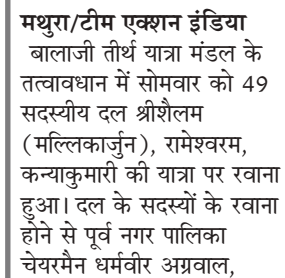 मथुरा/टीम एक्शन इंडिया
बालाजी तीर्थ यात्रा मंडल के
तत्वावधान में सोमवार को 49
सदस्यीय दल श्रीशैलम
(मल्लिकार्जुन), रामेश्वरम,
कन्याकुमारी की यात्रा पर रवाना
हुआ। दल के सदस्यों के रवाना
होने से पूर्व नगर पालिका
चेयरमैन धर्मवीर अग्रवाल,